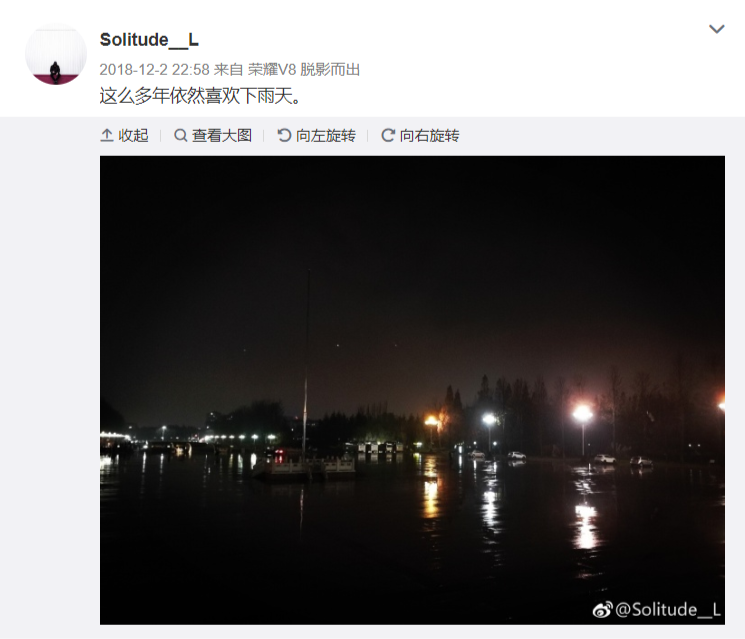 Solitude__L
2018-12-2 22:58 来自 荣耀V8 脱影而出
这么多年依然喜欢下雨天。
收起 查看大图 向左旋转 向右旋转
@Solitude__L